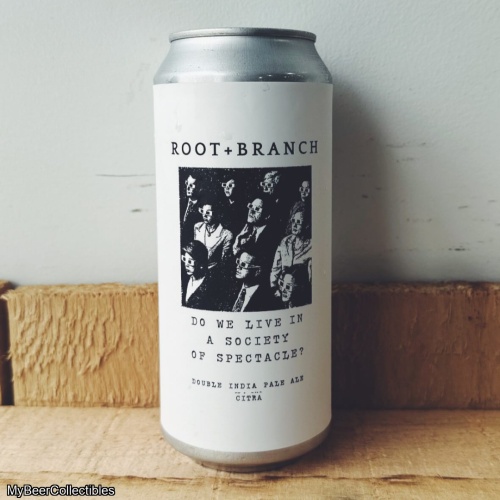 ROOT+BRANCH
DO WE LIVE IN
A SOCIETY
OF SPECTACLE?
DOUBLE INDIA PALE ALE
CITRA
MyBeerCollectibles